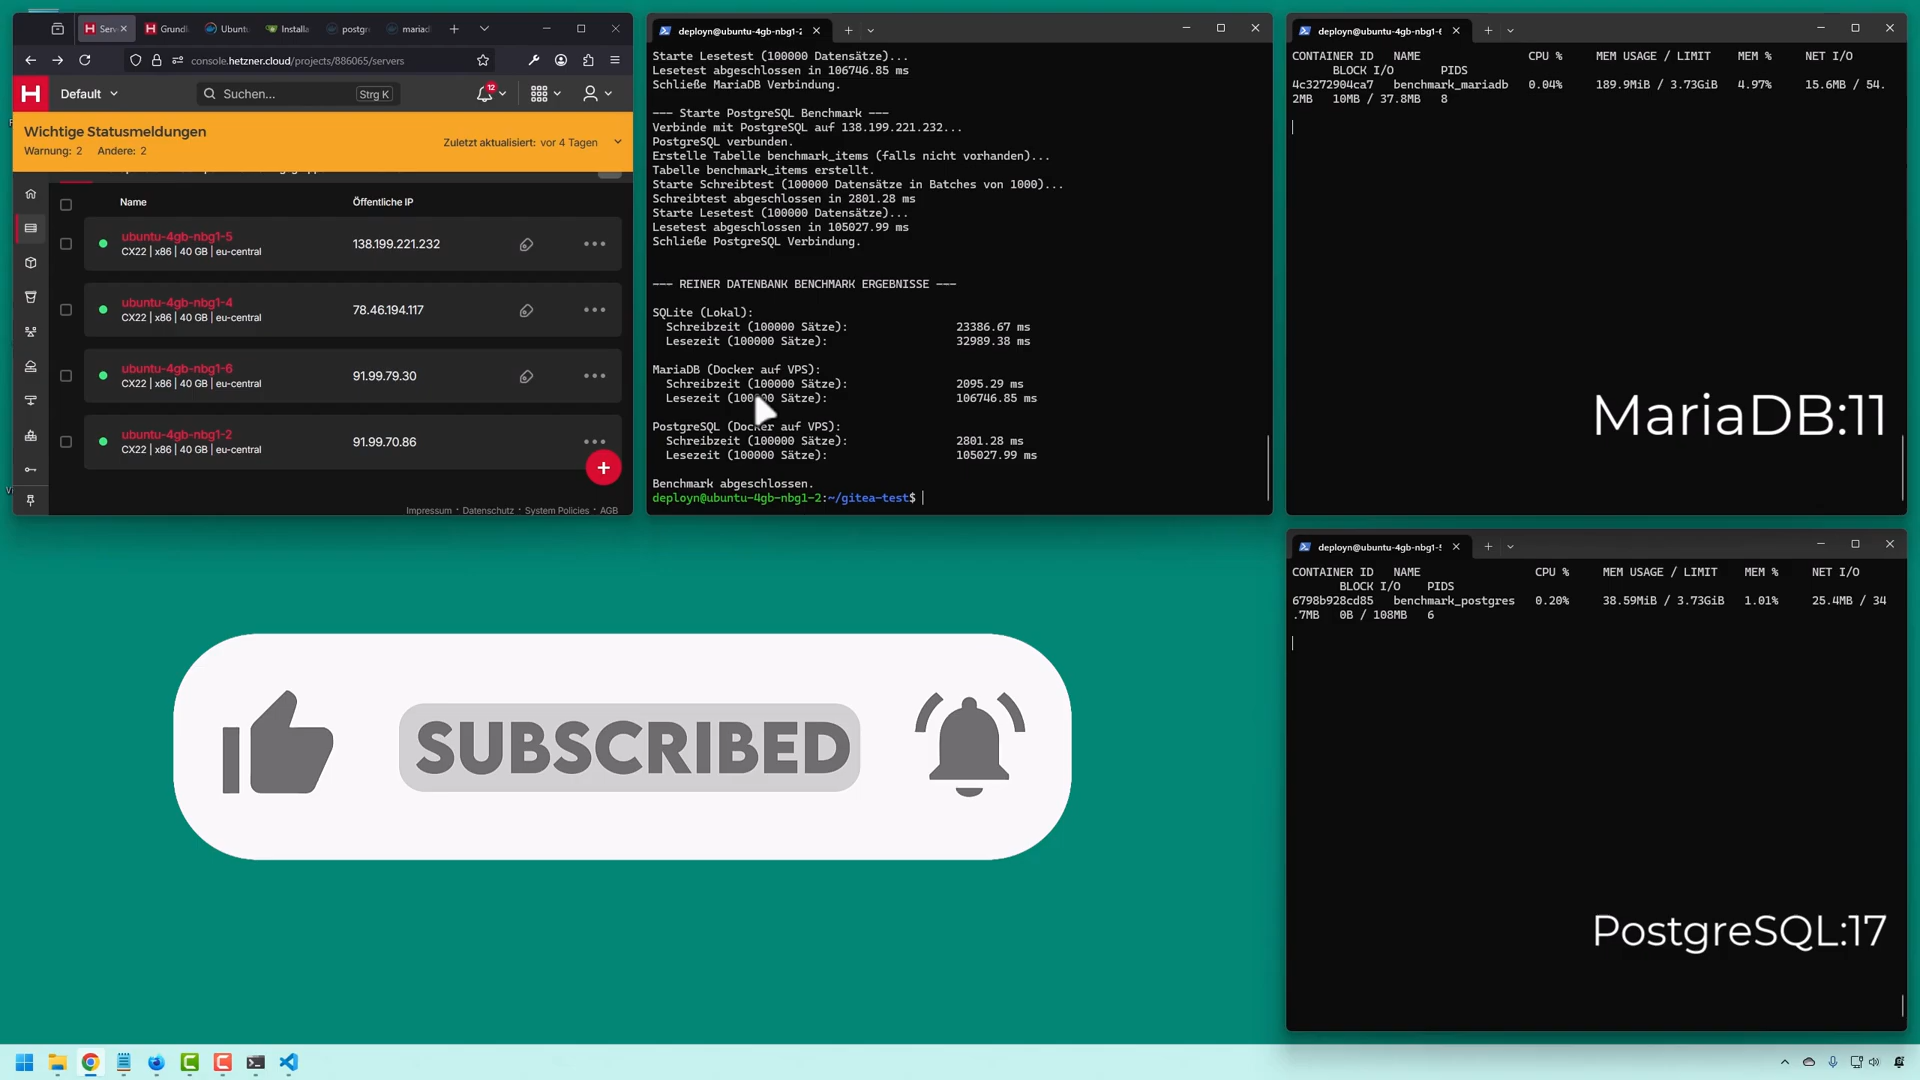 Ser
Grundl
Ubuntu
Installa
postgr
mariad
console.hetzner.cloud/projects/886065/servers
H
Default
Suchen...
Strg K
12
Wichtige Statusmeldungen
Warnung: 2 Andere: 2
Zuletzt aktualisiert: vor 4 Tagen
Name
Öffentliche IP
ubuntu-4gb-nbg1-5
CX22 | x86 | 40 GB | eu-central
138.199.221.232
ubuntu-4gb-nbg1-4
CX22 | x86 | 40 GB | eu-central
78.46.194.117
ubuntu-4gb-nbg1-6
CX22 | x86 | 40 GB | eu-central
91.99.79.30
ubuntu-4gb-nbg1-2
CX22 | x86 | 40 GB | eu-central
91.99.70.86
Impressum · Datenschutz · System Policies · AGB
deployn@ubuntu-4gb-nbg1-2
Starte Lesetest (100000 Datensätze)...
Lesetest abgeschlossen in 106746.85 ms
Schließe MariaDB Verbindung.
--- Starte PostgreSQL Benchmark ---
Verbinde mit PostgreSQL auf 138.199.221.232...
PostgreSQL verbunden.
Erstelle Tabelle benchmark_items (falls nicht vorhanden)...
Tabelle benchmark_items erstellt.
Starte Schreibtest (100000 Datensätze in Batches von 1000)...
Schreibtest abgeschlossen in 2801.28 ms
Starte Lesetest (100000 Datensätze)...
Lesetest abgeschlossen in 105027.99 ms
Schließe PostgreSQL Verbindung.
--- REINER DATENBANK BENCHMARK ERGEBNISSE ---
SQLite (Lokal):
Schreibzeit (100000 Sätze): 23386.67 ms
Lesezeit (100000 Sätze): 32989.38 ms
MariaDB (Docker auf VPS):
Schreibzeit (100000 Sätze): 2095.29 ms
Lesezeit (100000 Sätze): 106746.85 ms
PostgreSQL (Docker auf VPS):
Schreibzeit (100000 Sätze): 2801.28 ms
Lesezeit (100000 Sätze): 105027.99 ms
Benchmark abgeschlossen.
deployn@ubuntu-4gb-nbg1-2:~/gitea-test$
deployn@ubuntu-4gb-nbg1-6
CONTAINER ID NAME CPU % MEM USAGE / LIMIT MEM % NET I/O
BLOCK I/O PIDS
4c3272904ca7 benchmark_mariadb 0.04% 189.9MiB / 3.73GiB 4.97% 15.6MB / 54.
2MB 10MB / 37.8MB 8
MariaDB:11
deployn@ubuntu-4gb-nbg1-5
CONTAINER ID NAME CPU % MEM USAGE / LIMIT MEM % NET I/O
BLOCK I/O PIDS
6798b928cd85 benchmark_postgres 0.20% 38.59MiB / 3.73GiB 1.01% 25.4MB / 34
.7MB 0B / 108MB 6
PostgreSQL:17
SUBSCRIBED